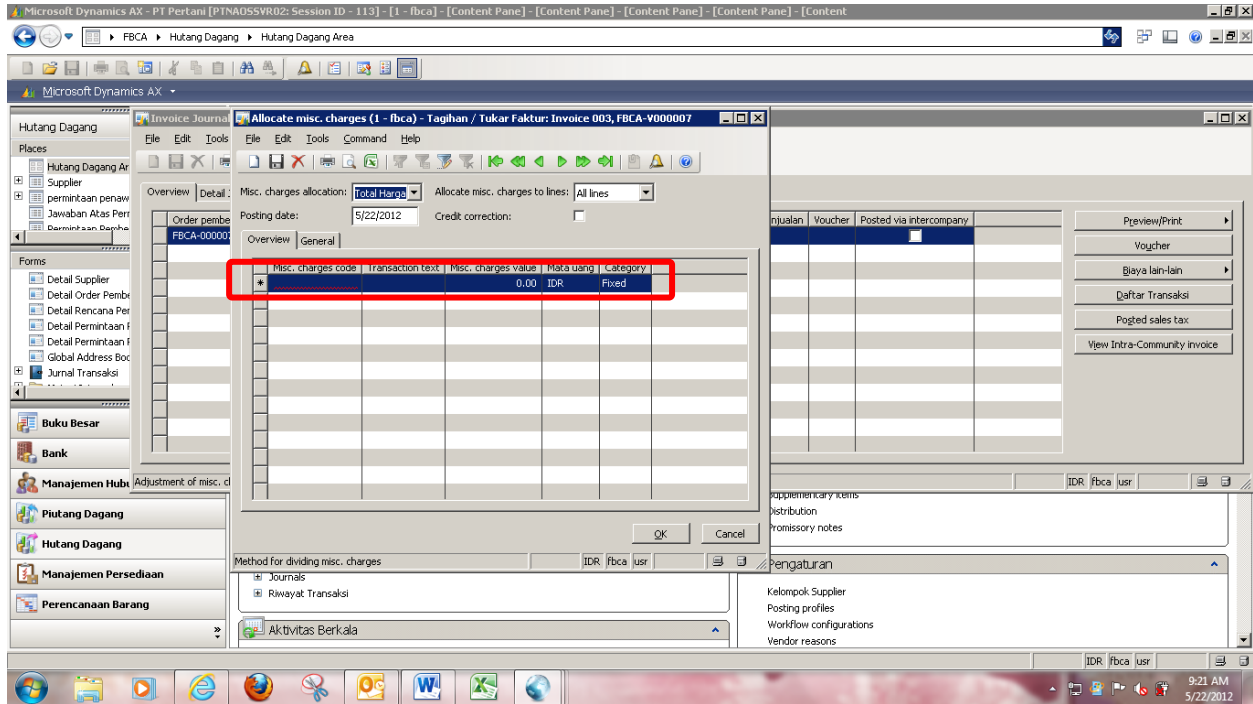 Microsoft Dynamics AX - PT Pertani [PTNAOSSVR02: Session ID - 113] - [1 - fbca] - [Content Pane] - [Content Pane] - [Content Pane] - [Content Pane] - [Content
FBCA Hutang Dagang Hutang Dagang Area
Microsoft Dynamics AX
Hutang Dagang
Places
Hutang Dagang Ar
Supplier
permintaan penaw
Jawaban Atas Perr
Permintaan Pembe
Forms
Detail Supplier
Detail Order Pembe
Detail Rencana Per
Detail Permintaan F
Detail Permintaan F
Global Address Boo
Jurnal Transaksi
Buku Besar
Bank
Manajemen Hubu
Piutang Dagang
Hutang Dagang
Manajemen Persediaan
Perencanaan Barang
Invoice Journal
File Edit Tools
Overview Detail
Order pembe
FBCA-000007
Adjustment of misc. cl
Allocate misc. charges (1 - fbca) - Tagihan / Tukar Faktur: Invoice 003, FBCA-V000007
File Edit Tools Command Help
Misc. charges allocation: Total Harga Allocate misc. charges to lines: All lines
Posting date: 5/22/2012 Credit correction:
Overview General
Misc. charges code Transaction text Misc. charges value Mata uang Category
* 0.00 IDR Fixed
OK Cancel
Method for dividing misc. charges IDR fbca usr
njualan Voucher Posted via intercompany
Preview/Print
Voucher
Biaya lain-lain
Daftar Transaksi
Posted sales tax
View Intra-Community invoice
IDR fbca usr
Supplementary items
Distribution
Promissory notes
Journals
Riwayat Transaksi
Aktivitas Berkala
Pengaturan
Kelompok Supplier
Posting profiles
Workflow configurations
Vendor reasons
IDR fbca usr
9:21 AM
5/22/2012